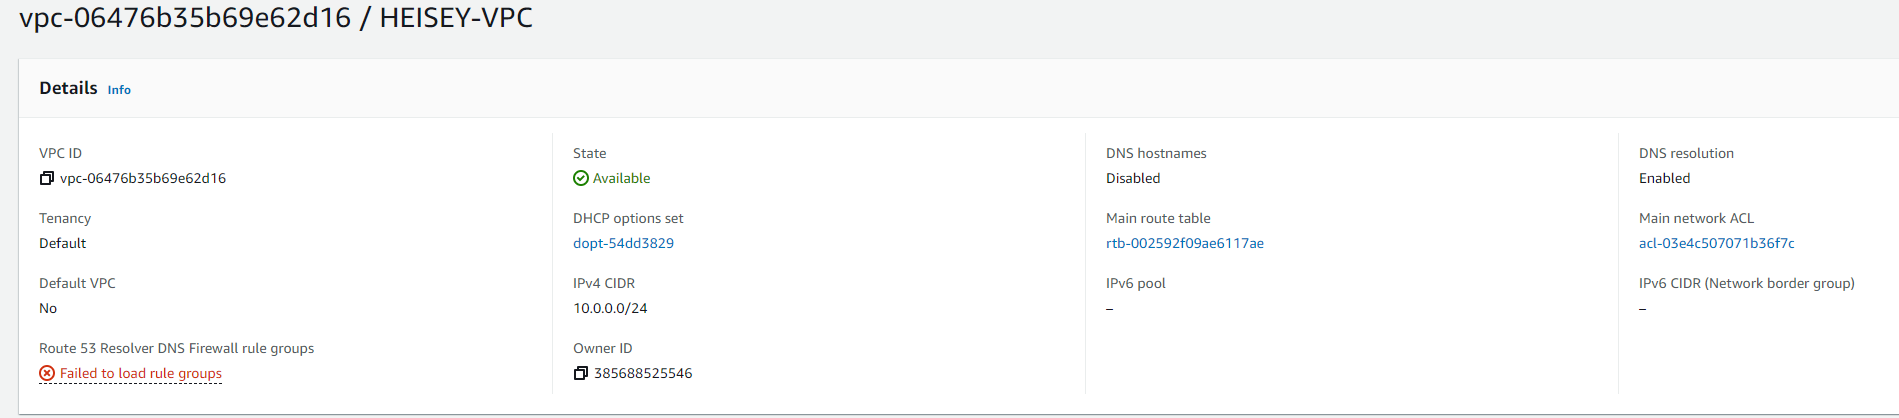 vpc-06476b35b69e62d16 / HEISEY-VPC
Details Info
VPC ID
vpc-06476b35b69e62d16
State
Available
DNS hostnames
Disabled
DNS resolution
Enabled
Tenancy
Default
DHCP options set
dopt-54dd3829
Main route table
rtb-002592f09ae6117ae
Main network ACL
acl-03e4c507071b36f7c
Default VPC
No
IPv4 CIDR
10.0.0.0/24
IPv6 pool
–
IPv6 CIDR (Network border group)
–
Route 53 Resolver DNS Firewall rule groups
Failed to load rule groups
Owner ID
385688525546